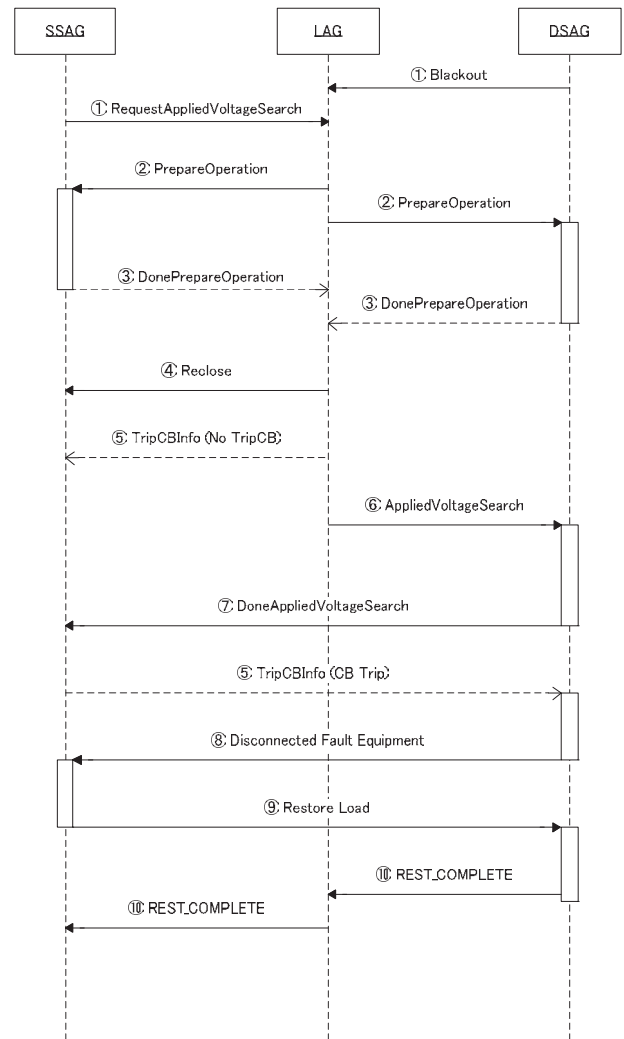 SSAG
LAG
DSAG
① Blackout
① RequestAppliedVoltageSearch
② PrepareOperation
② PrepareOperation
③ DonePrepareOperation
③ DonePrepareOperation
④ Reclose
⑤ TripCBInfo (No TripCB)
⑥ AppliedVoltageSearch
⑦ DoneAppliedVoltageSearch
⑤ TripCBInfo (CB Trip)
⑧ Disconnected Fault Equipment
⑨ Restore Load
⑩ REST_COMPLETE
⑩ REST_COMPLETE